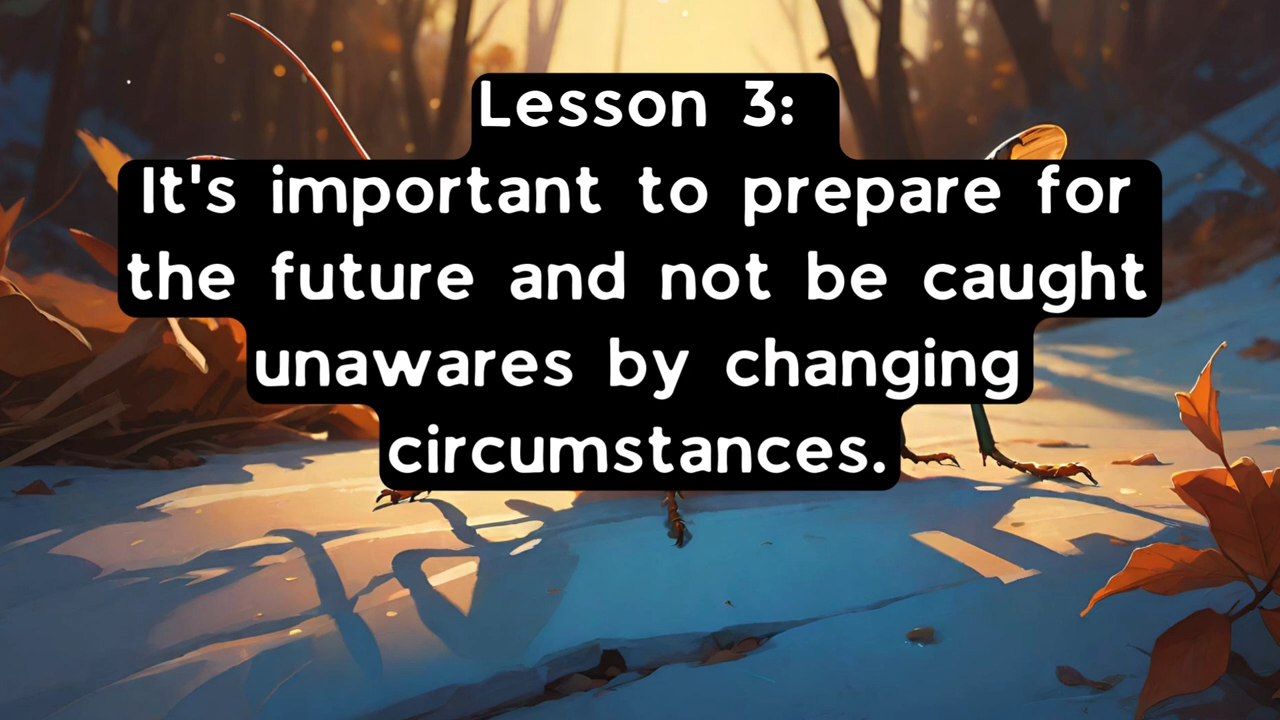 Lesson 3:
It's important to prepare for
the future and not be caught
unawares by changing
circumstances.